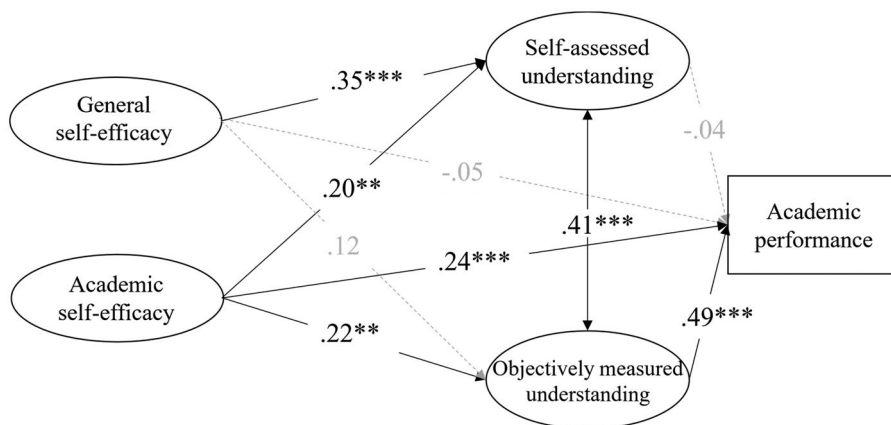 General
self-efficacy
Academic
self-efficacy
Self-assessed
understanding
Objectively measured
understanding
Academic
performance
.35***
.20**
-.05
-.04
.12
.41***
.24***
.22**
.49***